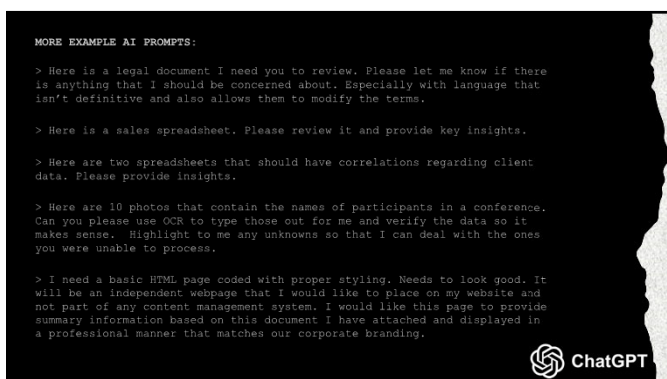 MORE EXAMPLE AI PROMPTS:
> Here is a legal document I need you to review. Please let me know if there
is anything that I should be concerned about. Especially with language that
isn't definitive and also allows them to modify the terms.
> Here is a sales spreadsheet. Please review it and provide key insights.
> Here are two spreadsheets that should have correlations regarding client
data. Please provide insights.
> Here are 10 photos that contain the names of participants in a conference.
Can you please use OCR to type those out for me and verify the data so it
makes sense. Highlight to me any unknowns so that I can deal with the ones
you were unable to process.
> I need a basic HTML page coded with proper styling. Needs to look good. It
will be an independent webpage that I would like to place on my website and
not part of any content management system. I would like this page to provide
summary information based on this document I have attached and displayed in
a professional manner that matches our corporate branding.
ChatGPT